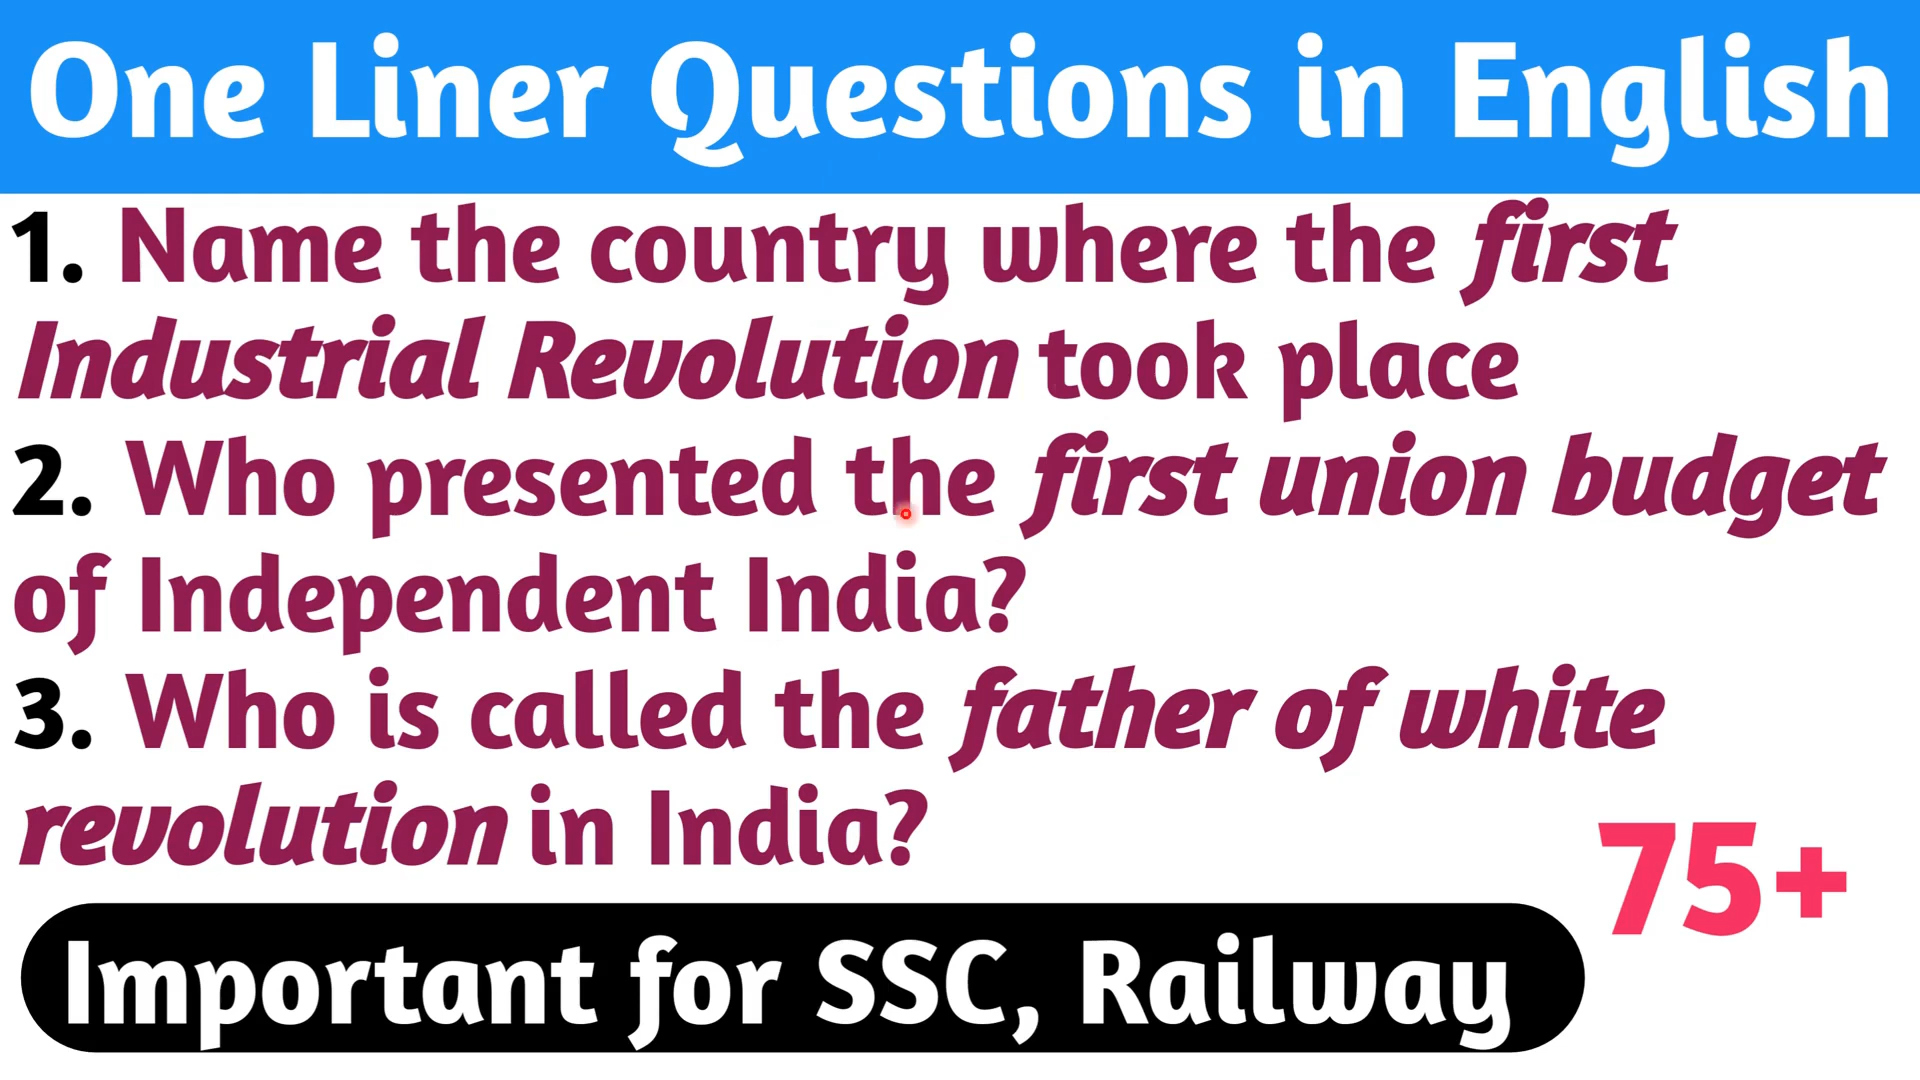 One Liner Questions in English
1. Name the country where the first
Industrial Revolution took place
2. Who presented the first union budget
of Independent India?
3. Who is called the father of white
revolution in India?
75+
Important for SSC, Railway